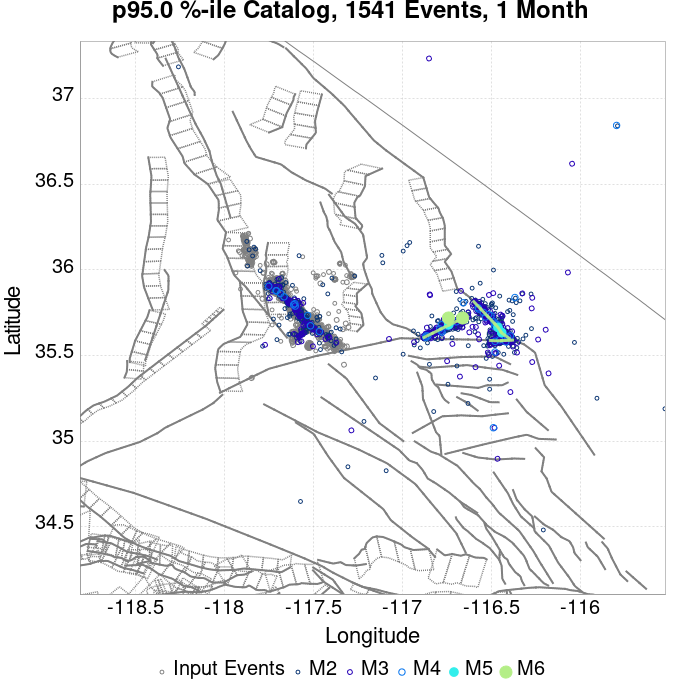 p95.0 %-ile Catalog, 1541 Events, 1 Month
37
36.5
36
35.5
35
34.5
Latitude
-118.5 -118 -117.5 -117 -116.5 -116
Longitude
Input Events M2 M3 M4 M5 M6